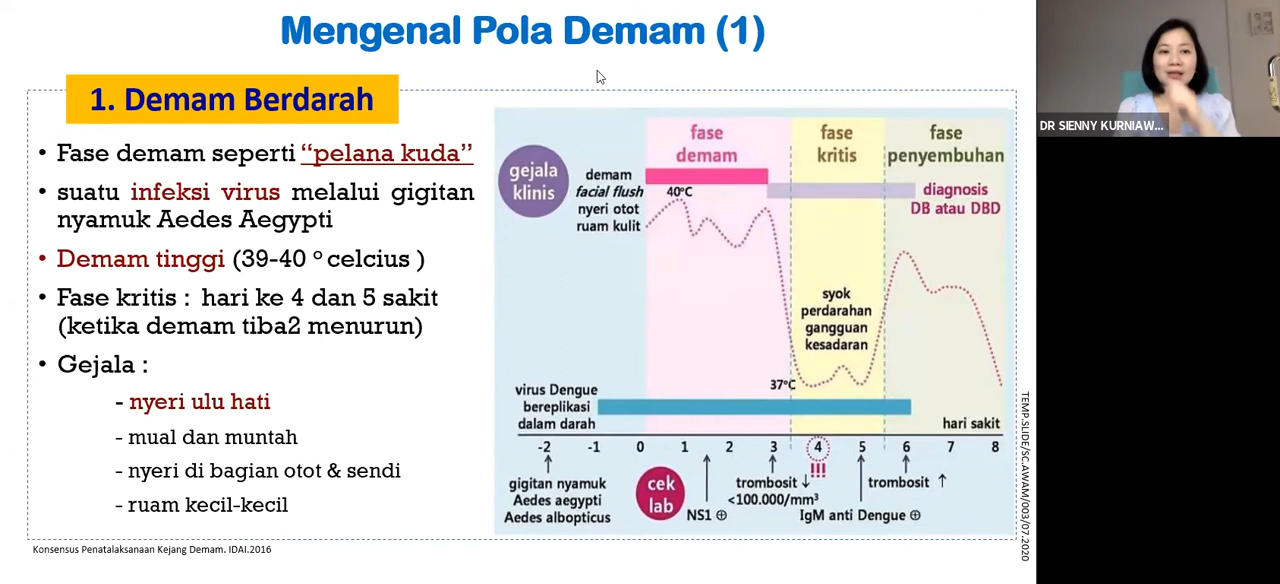 Mengenal Pola Demam (1)
1. Demam Berdarah
• Fase demam seperti “pelana kuda”
• suatu infeksi virus melalui gigitan
nyamuk Aedes Aegypti
• Demam tinggi (39-40 ° celcius )
• Fase kritis : hari ke 4 dan 5 sakit
(ketika demam tiba2 menurun)
• Gejala :
- nyeri ulu hati
- mual dan muntah
- nyeri di bagian otot & sendi
- ruam kecil-kecil
Konsensus Penatalaksanaan Kejang Demam. IDAI.2016
fase
demam
fase
kritis
fase
penyembuhan
gejala
klinis
demam
facial flush
nyeri otot
ruam kulit
40°C
diagnosis
DB atau DBD
syok
perdarahan
gangguan
kesadaran
37°C
virus Dengue
bereplikasi
dalam darah
hari sakit
-2 -1 0 1 2 3 4 5 6 7 8
!!!
gigitan nyamuk
Aedes aegypti
Aedes albopticus
cek
lab
NS1 ⊕
trombosit ↓
<100.000/mm³
IgM anti Dengue ⊕
trombosit ↑
TEMP.SLIDE/SC.AWAM/003/07.2020
DR SIENNY KURNIAW...